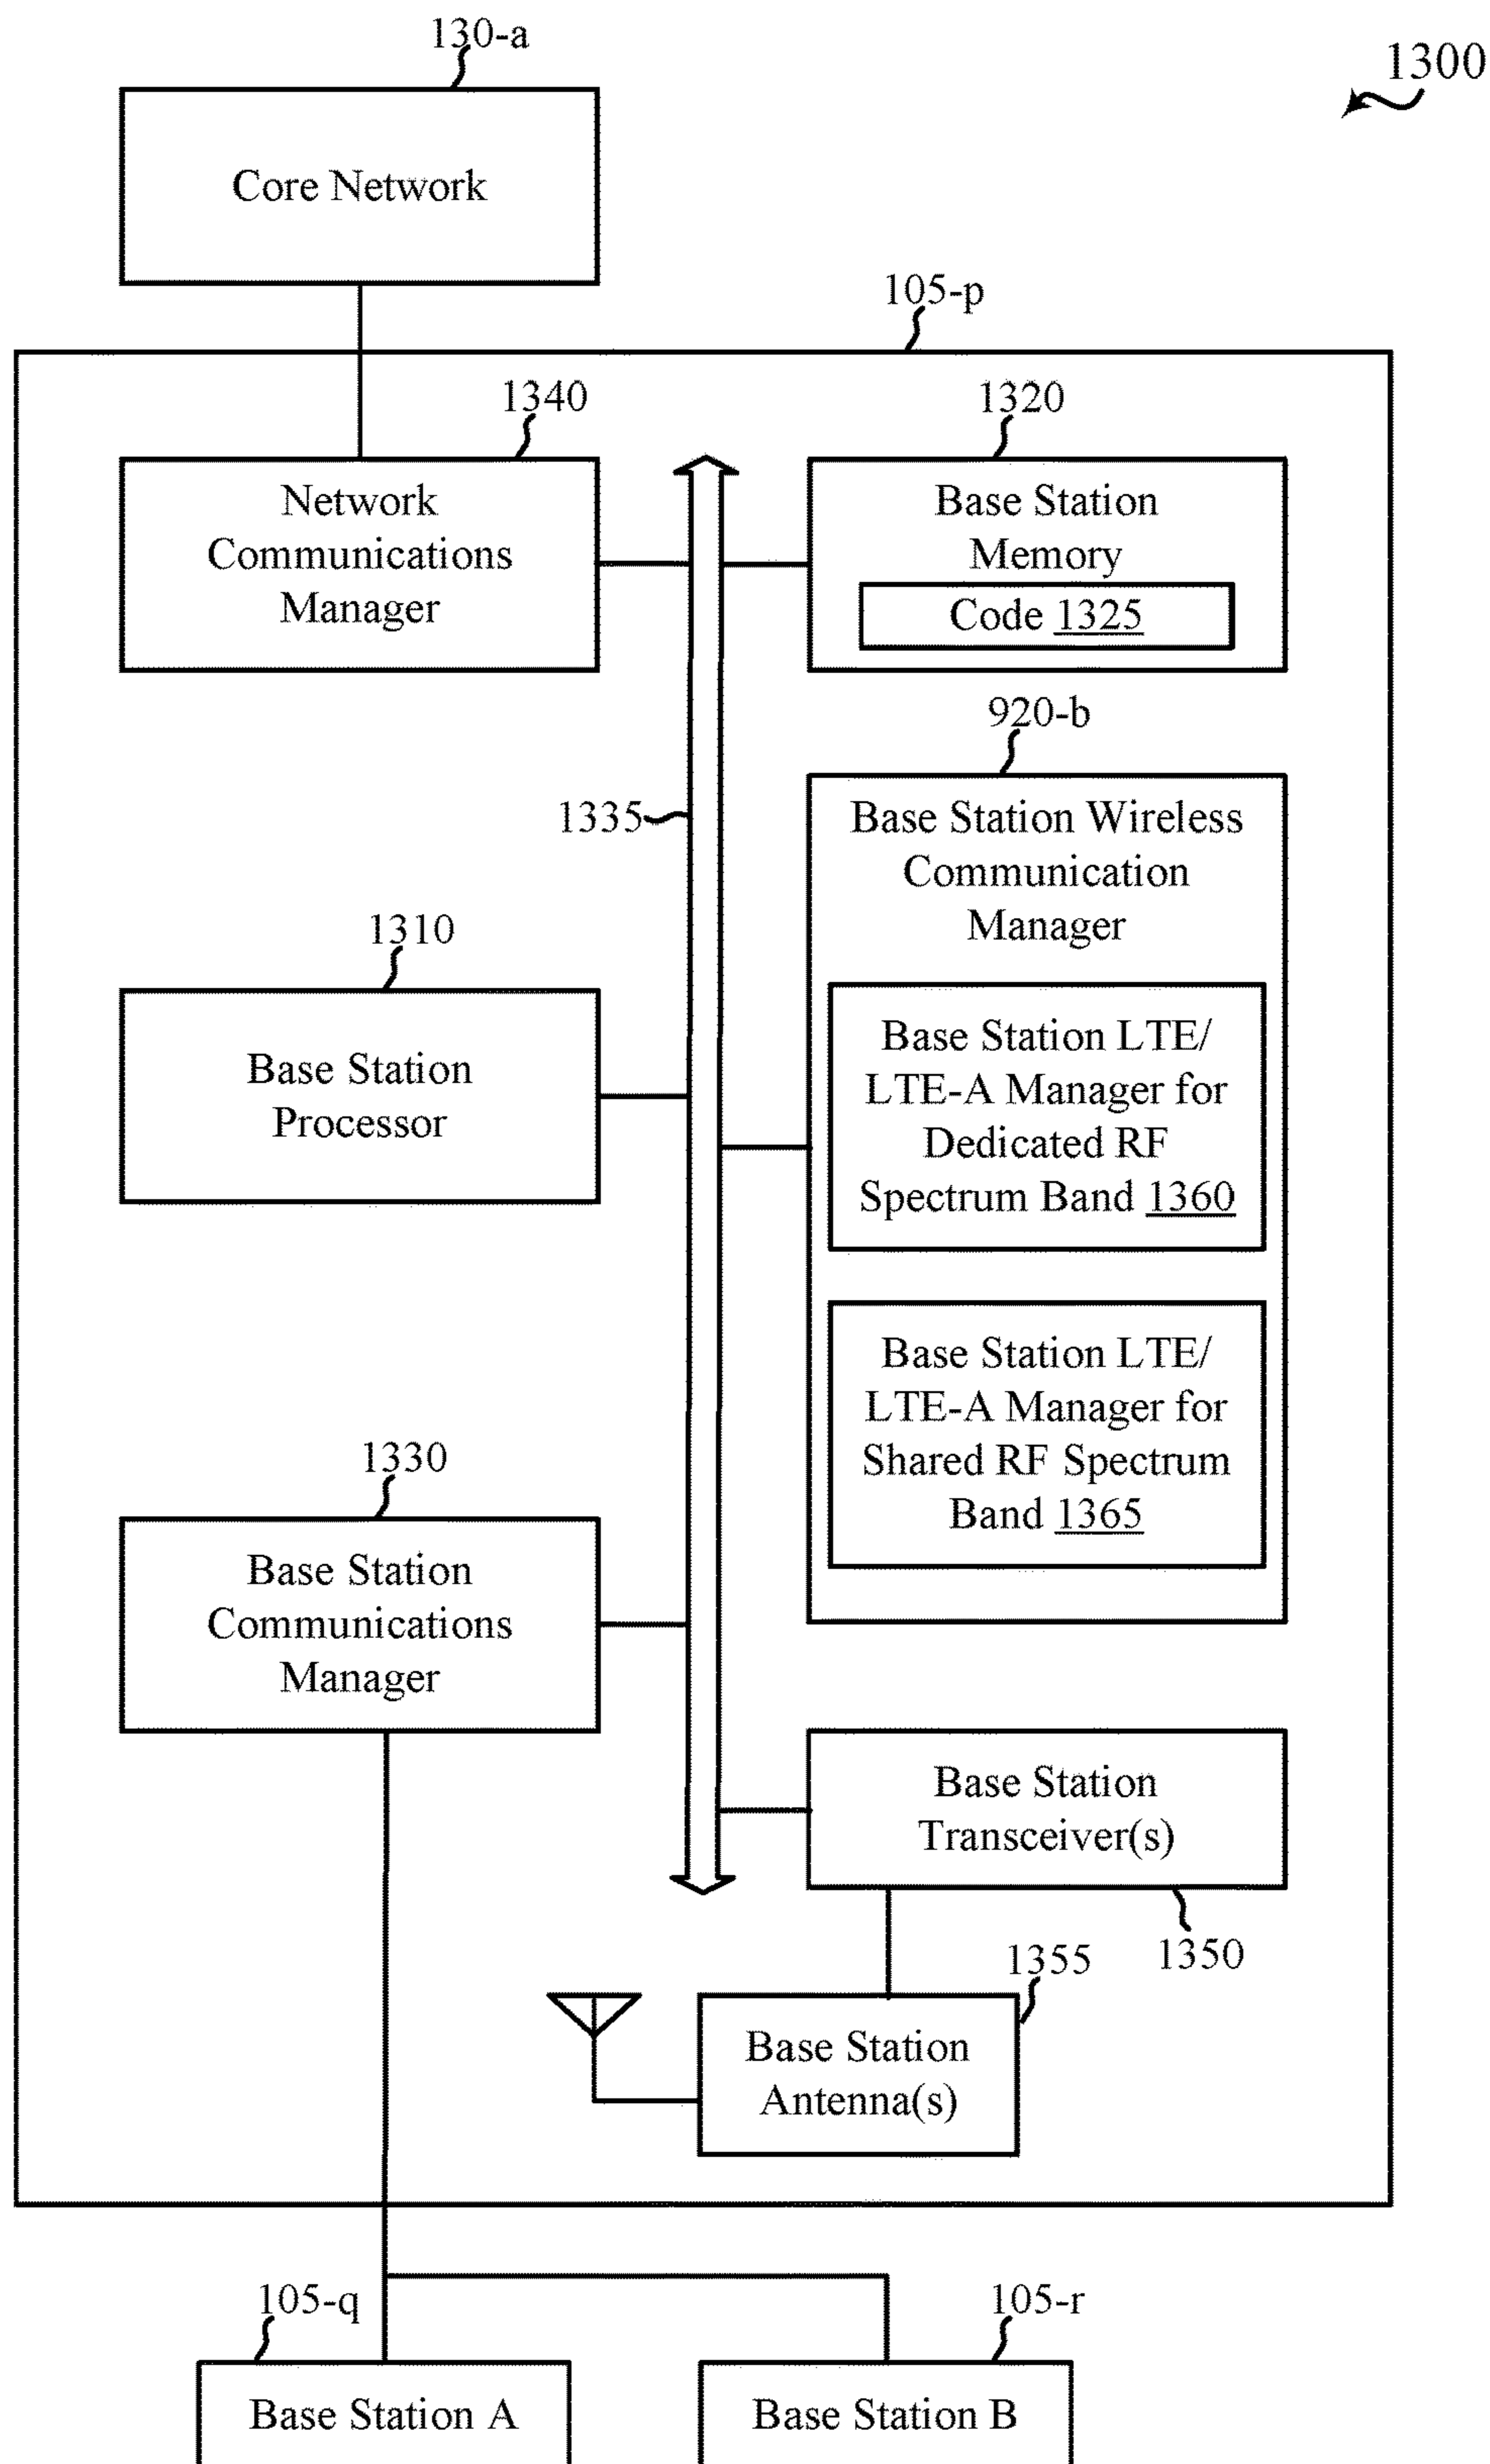 130-a
1300
Core Network
105-p
1340
1320
Network
Communications
Manager
Base Station
Memory
Code 1325
920-b
1335
Base Station Wireless
Communication
Manager
1310
Base Station
Processor
Base Station LTE/
LTE-A Manager for
Dedicated RF
Spectrum Band 1360
Base Station LTE/
LTE-A Manager for
Shared RF Spectrum
Band 1365
1330
Base Station
Communications
Manager
Base Station
Transceiver(s)
1350
1355
Base Station
Antenna(s)
105-q
105-r
Base Station A
Base Station B